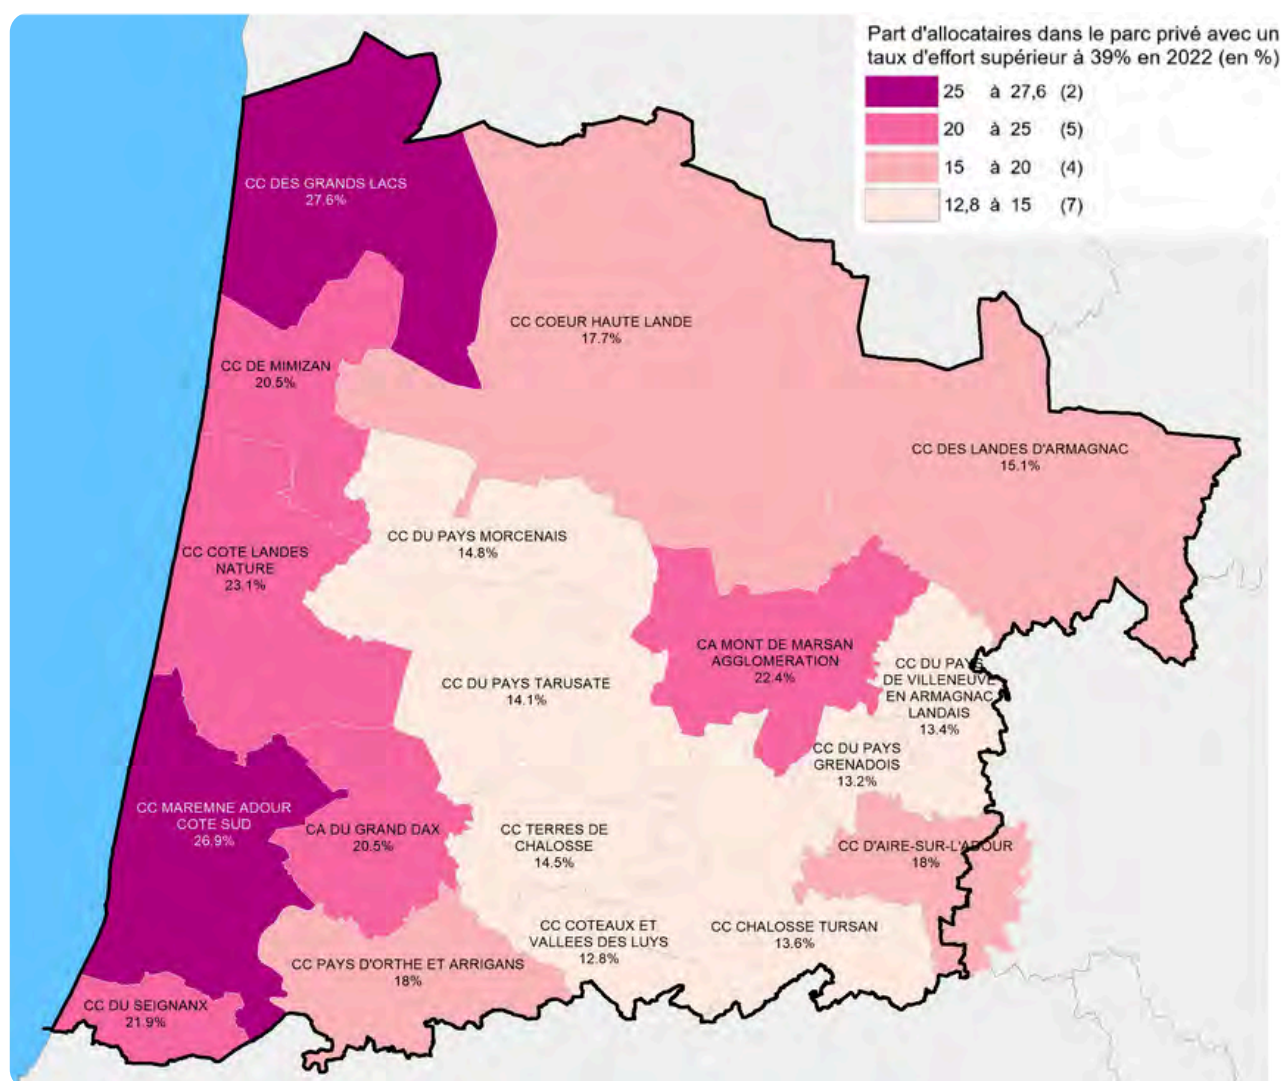 Part d'allocataires dans le parc privé avec un
taux d'effort supérieur à 39% en 2022 (en %)
25 à 27,6 (2)
20 à 25 (5)
15 à 20 (4)
12,8 à 15 (7)
CC DES GRANDS LACS
27.6%
CC COEUR HAUTE LANDE
17.7%
CC DE MIMIZAN
20.5%
CC DES LANDES D'ARMAGNAC
15.1%
CC DU PAYS MORCENAIS
14.8%
CC COTE LANDES
NATURE
23.1%
CA MONT DE MARSAN
AGGLOMERATION
22.4%
CC DU PAYS
DE VILLENEUVE
EN ARMAGNAC
LANDAIS
13.4%
CC DU PAYS TARUSATE
14.1%
CC DU PAYS
GRENADOIS
13.2%
CC MAREMNE ADOUR
COTE SUD
26.9%
CA DU GRAND DAX
20.5%
CC TERRES DE
CHALOSSE
14.5%
CC D'AIRE-SUR-L'ADOUR
18%
CC COTEAUX ET
VALLEES DES LUYS
12.8%
CC CHALOSSE TURSAN
13.6%
CC PAYS D'ORTHE ET ARRIGANS
18%
CC DU SEIGNANX
21.9%